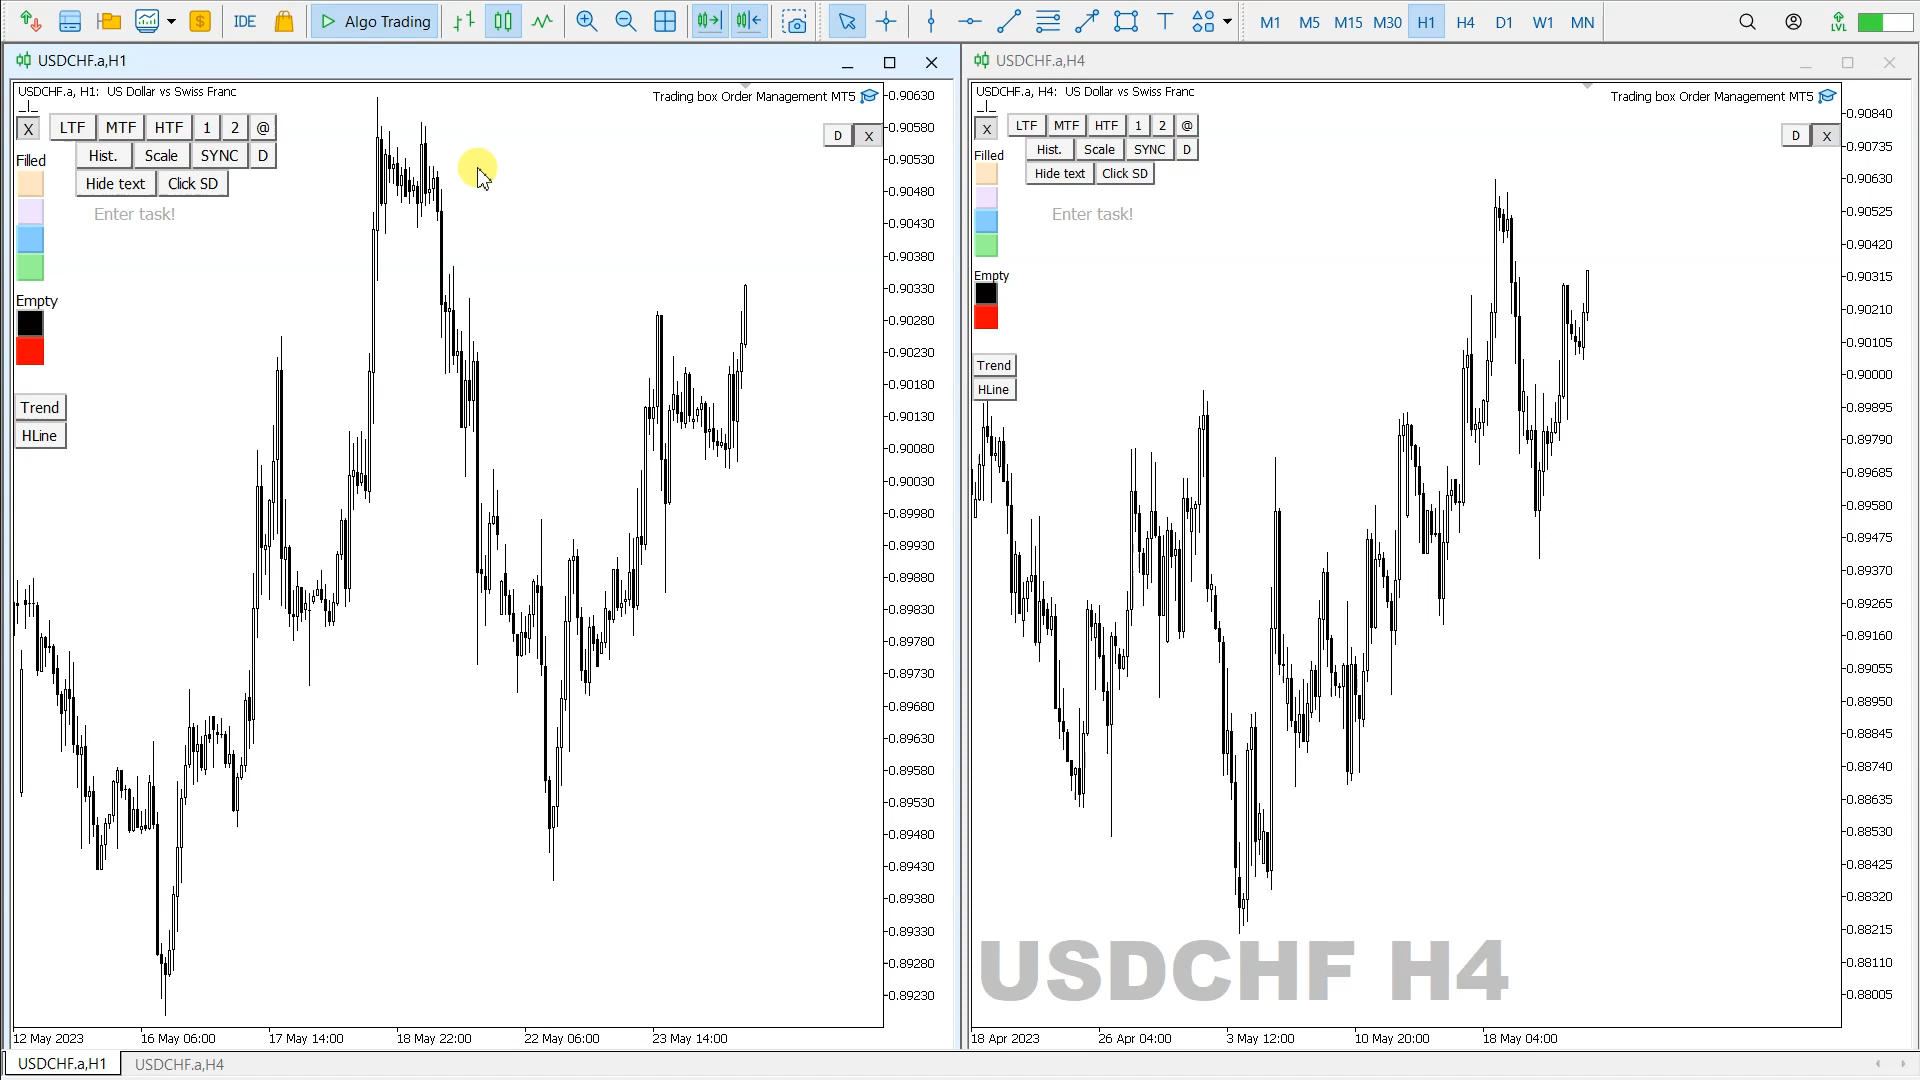 IDE
Algo Trading
M1 M5 M15 M30 H1 H4 D1 W1 MN
LVL
USDCHF.a,H1
USDCHF.a, H1: US Dollar vs Swiss Franc
Trading box Order Management MT5
X LTF MTF HTF 1 2 @
D X
Hist. Scale SYNC D
Filled
Hide text Click SD
Enter task!
Empty
Trend
HLine
0.90630
0.90580
0.90530
0.90480
0.90430
0.90380
0.90330
0.90280
0.90230
0.90180
0.90130
0.90080
0.90030
0.89980
0.89930
0.89880
0.89830
0.89780
0.89730
0.89680
0.89630
0.89580
0.89530
0.89480
0.89430
0.89380
0.89330
0.89280
0.89230
12 May 2023 16 May 06:00 17 May 14:00 18 May 22:00 22 May 06:00 23 May 14:00
USDCHF.a,H4
USDCHF.a, H4: US Dollar vs Swiss Franc
Trading box Order Management MT5
X LTF MTF HTF 1 2 @
D X
Hist. Scale SYNC D
Filled
Hide text Click SD
Enter task!
Empty
Trend
HLine
0.90840
0.90735
0.90630
0.90525
0.90420
0.90315
0.90210
0.90105
0.90000
0.89895
0.89790
0.89685
0.89580
0.89475
0.89370
0.89265
0.89160
0.89055
0.88950
0.88845
0.88740
0.88635
0.88530
0.88425
0.88320
0.88215
0.88110
0.88005
USDCHF H4
18 Apr 2023 26 Apr 04:00 3 May 12:00 10 May 20:00 18 May 04:00
USDCHF.a,H1 USDCHF.a,H4